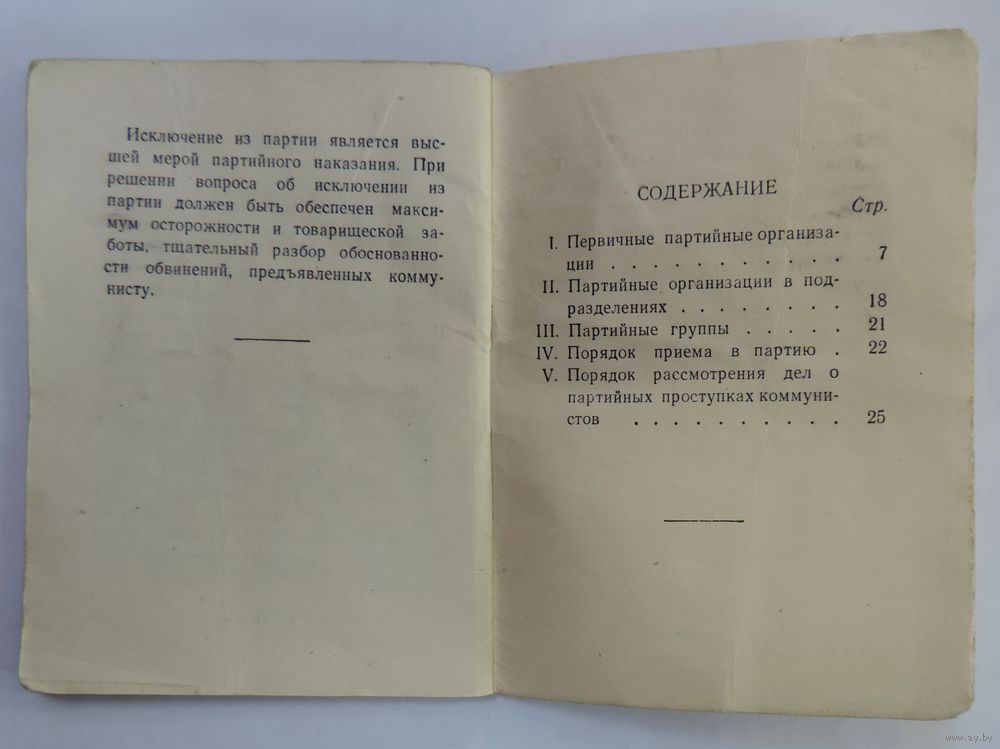 Исключение из партии является выс-
шей мерой партийного наказания. При
решении вопроса об исключении из
партии должен быть обеспечен макси-
мум осторожности и товарищеской за-
боты, тщательный разбор обоснованно-
сти обвинений, предъявленных комму-
нисту.
СОДЕРЖАНИЕ
Стр.
I. Первичные партийные организа-
ции . . . . . . . . . . . 7
II. Партийные организации в под-
разделениях . . . . . . . . 18
III. Партийные группы . . . . . 21
IV. Порядок приема в партию . 22
V. Порядок рассмотрения дел о
партийных проступках коммуни-
стов . . . . . . . . . . 25
www.ay.by